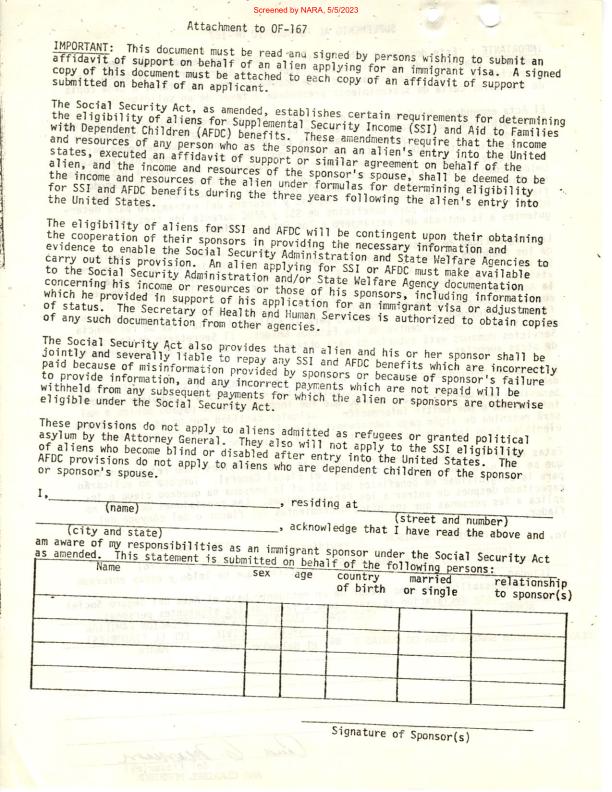 Screened by NARA, 5/5/2023
Attachment to OF-167
IMPORTANT: This document must be read and signed by persons wishing to submit an
affidavit of support on behalf of an alien applying for an immigrant visa. A signed
copy of this document must be attached to each copy of an affidavit of support
submitted on behalf of an applicant.
The Social Security Act, as amended, establishes certain requirements for determining
the eligibility of aliens for Supplemental Security Income (SSI) and Aid to Families
with Dependent Children (AFDC) benefits. These amendments require that the income
and resources of any person who as the sponsor an an alien's entry into the United
states, executed an affidavit of support or similar agreement on behalf of the
alien, and the income and resources of the sponsor's spouse, shall be deemed to be
the income and resources of the alien under formulas for determining eligibility
for SSI and AFDC benefits during the three years following the alien's entry into
the United States.
The eligibility of aliens for SSI and AFDC will be contingent upon their obtaining
the cooperation of their sponsors in providing the necessary information and
evidence to enable the Social Security Administration and State Welfare Agencies to
carry out this provision. An alien applying for SSI or AFDC must make available
to the Social Security Administration and/or State Welfare Agency documentation
concerning his income or resources or those of his sponsors, including information
which he provided in support of his application for an immigrant visa or adjustment
of status. The Secretary of Health and Human Services is authorized to obtain copies
of any such documentation from other agencies.
The Social Security Act also provides that an alien and his or her sponsor shall be
jointly and severally liable to repay any SSI and AFDC benefits which are incorrectly
paid because of misinformation provided by sponsors or because of sponsor's failure
to provide information, and any incorrect payments which are not repaid will be
withheld from any subsequent payments for which the alien or sponsors are otherwise
eligible under the Social Security Act.
These provisions do not apply to aliens admitted as refugees or granted political
asylum by the Attorney General. They also will not apply to the SSI eligibility
of aliens who become blind or disabled after entry into the United States. The
AFDC provisions do not apply to aliens who are dependent children of the sponsor
or sponsor's spouse.
I, , residing at
(name) (street and number)
, acknowledge that I have read the above and
(city and state)
am aware of my responsibilities as an immigrant sponsor under the Social Security Act
as amended. This statement is submitted on behalf of the following persons:
Name sex age country married relationship
of birth or single to sponsor(s)
Signature of Sponsor(s)